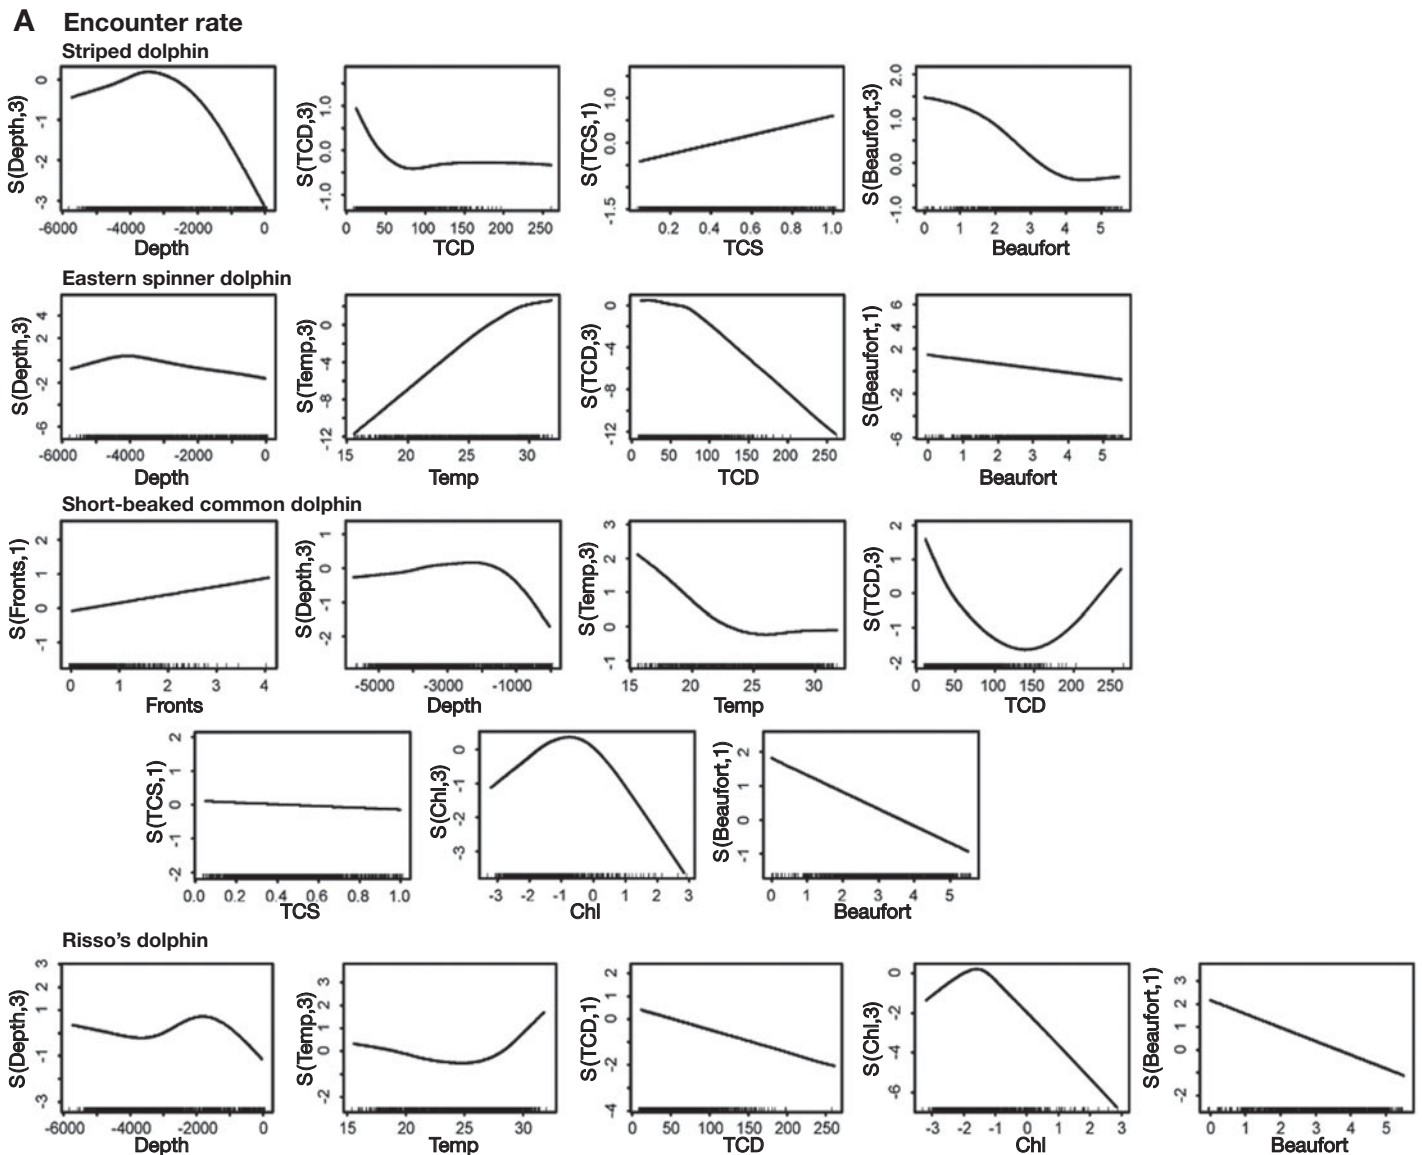 A Encounter rate
Striped dolphin
S(Depth,3)
0
-1
-2
-3
-6000 -4000 -2000 0
Depth
S(TCD,3)
1.0
0.0
-1.0
0 50 100 150 200 250
TCD
S(TCS,1)
1.0
0.0
-1.5
0.2 0.4 0.6 0.8 1.0
TCS
S(Beaufort,3)
2.0
1.0
0.0
-1.0
0 1 2 3 4 5
Beaufort
Eastern spinner dolphin
S(Depth,3)
4
2
-2
-6
-6000 -4000 -2000 0
Depth
S(Temp,3)
0
-4
-8
-12
15 20 25 30
Temp
S(TCD,3)
0
-4
-8
-12
0 50 100 150 200 250
TCD
S(Beaufort,1)
6
4
2
-2
-6
0 1 2 3 4 5
Beaufort
Short-beaked common dolphin
S(Fronts,1)
2
1
0
-1
0 1 2 3 4
Fronts
S(Depth,3)
1
0
-1
-2
-5000 -3000 -1000
Depth
S(Temp,3)
3
2
1
0
-1
15 20 25 30
Temp
S(TCD,3)
2
1
0
-1
-2
0 50 100 150 200 250
TCD
S(TCS,1)
2
1
0
-1
-2
0.0 0.2 0.4 0.6 0.8 1.0
TCS
S(Chl,3)
0
-1
-2
-3
-3 -2 -1 0 1 2 3
Chl
S(Beaufort,1)
2
1
0
-1
0 1 2 3 4 5
Beaufort
Risso's dolphin
S(Depth,3)
3
1
-1
-3
-6000 -4000 -2000 0
Depth
S(Temp,3)
3
2
1
0
-2
15 20 25 30
Temp
S(TCD,1)
2
1
0
-2
-4
0 50 100 150 200 250
TCD
S(Chl,3)
0
-2
-4
-6
-3 -2 -1 0 1 2 3
Chl
S(Beaufort,1)
3
2
1
0
-2
0 1 2 3 4 5
Beaufort